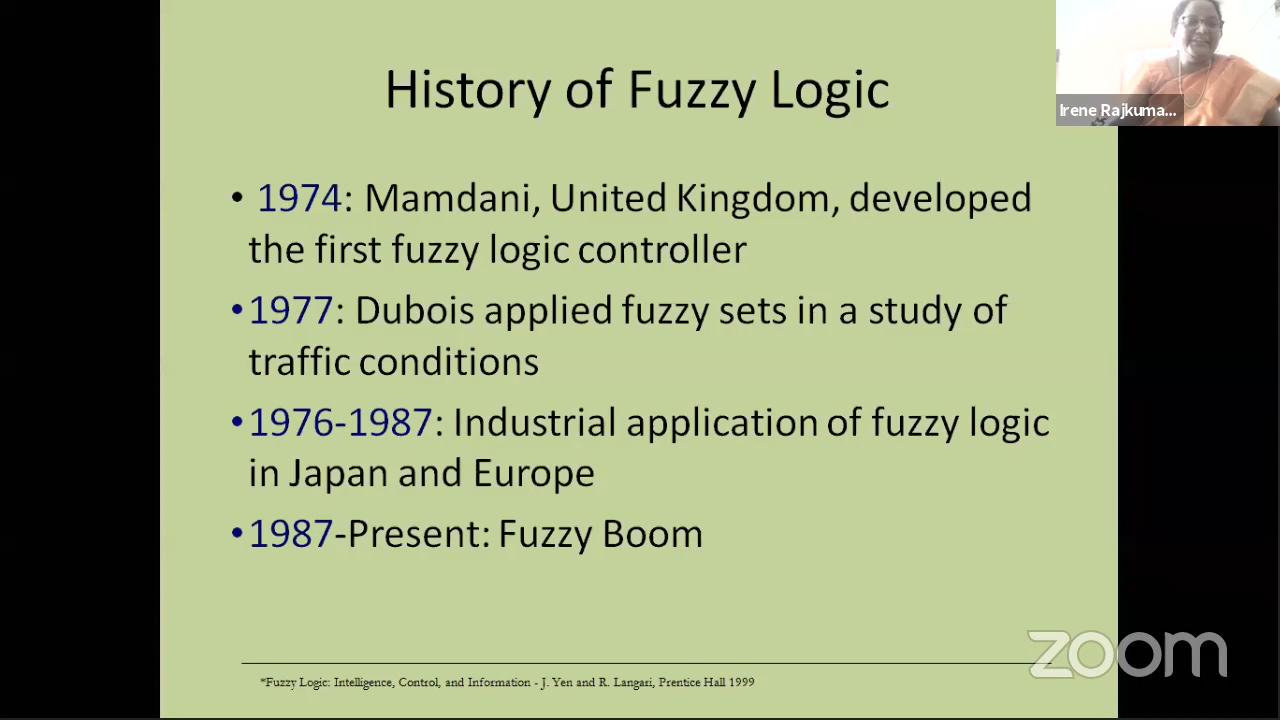 History of Fuzzy Logic
Irene Rajkuma...
• 1974: Mamdani, United Kingdom, developed
the first fuzzy logic controller
•1977: Dubois applied fuzzy sets in a study of
traffic conditions
•1976-1987: Industrial application of fuzzy logic
in Japan and Europe
•1987-Present: Fuzzy Boom
zoom
*Fuzzy Logic: Intelligence, Control, and Information - J. Yen and R. Langari, Prentice Hall 1999